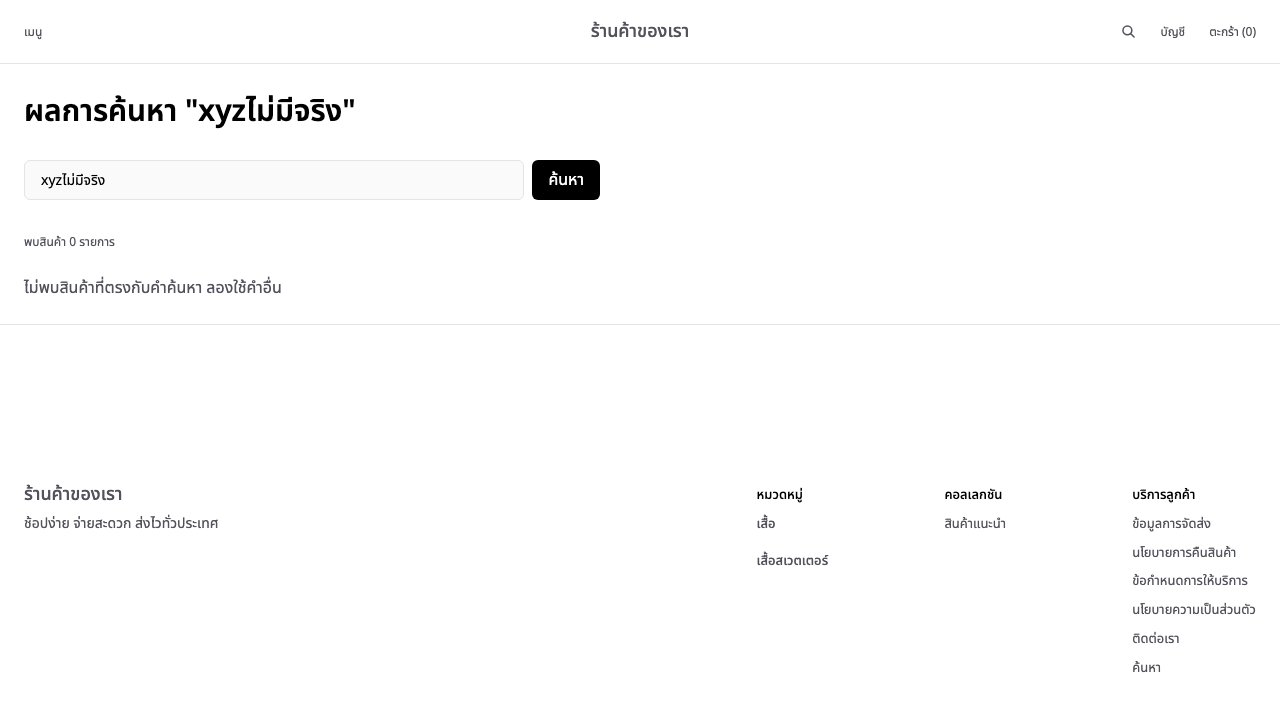 เมนู
ร้านค้าของเรา
บัญชี
ตะกร้า (0)
ผลการค้นหา "xyzไม่มีจริง"
xyzไม่มีจริง
ค้นหา
พบสินค้า 0 รายการ
ไม่พบสินค้าที่ตรงกับคำค้นหา ลองใช้คำอื่น
ร้านค้าของเรา
ช้อปง่าย จ่ายสะดวก ส่งไวทั่วประเทศ
หมวดหมู่
เสื้อ
เสื้อสเวตเตอร์
คอลเลกชัน
สินค้าแนะนำ
บริการลูกค้า
ข้อมูลการจัดส่ง
นโยบายการคืนสินค้า
ข้อกำหนดการให้บริการ
นโยบายความเป็นส่วนตัว
ติดต่อเรา
ค้นหา